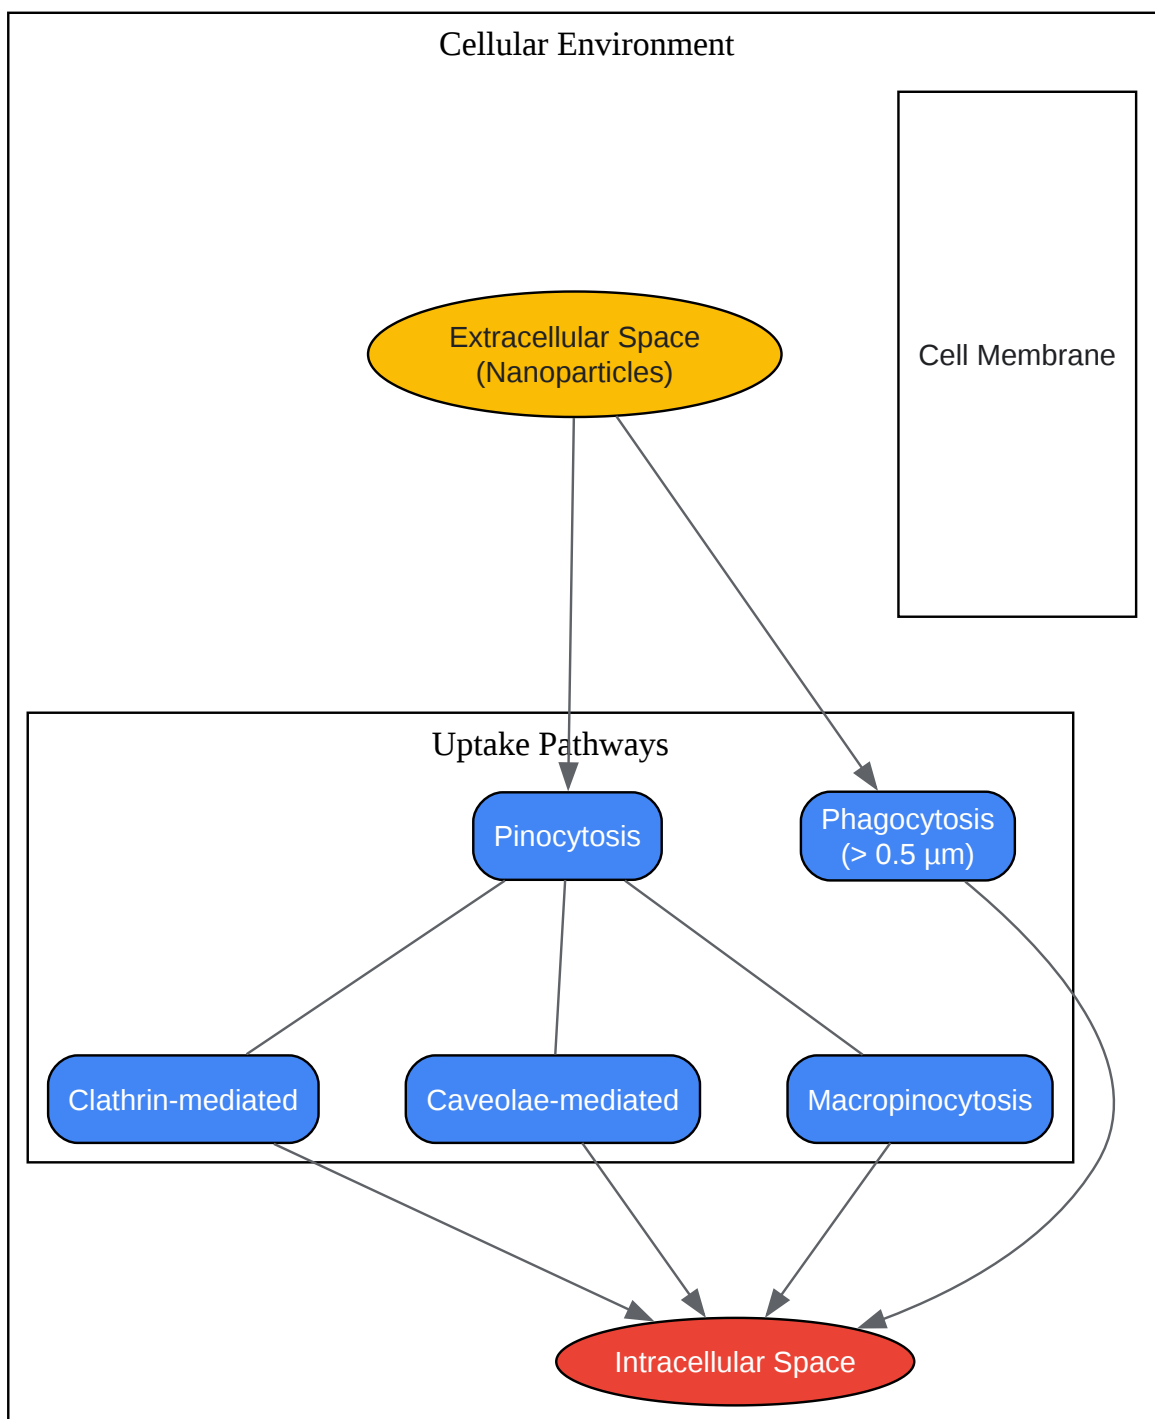 Cellular Environment
Extracellular Space
(Nanoparticles)
Cell Membrane
Uptake Pathways
Pinocytosis
Phagocytosis
(> 0.5 µm)
Clathrin-mediated
Caveolae-mediated
Macropinocytosis
Intracellular Space